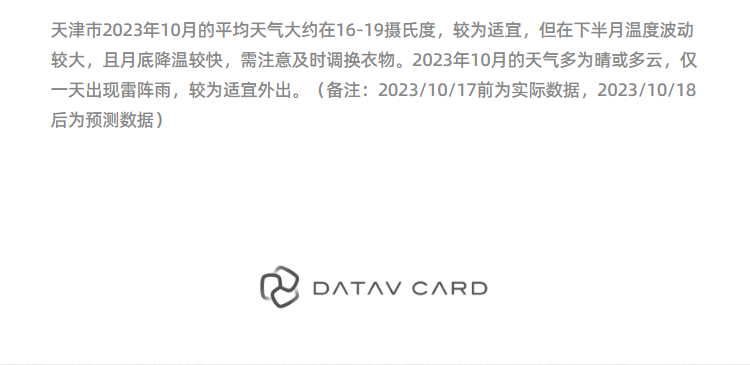 天津市2023年10月的平均天气大约在16-19摄氏度，较为适宜，但在下半月温度波动
较大，且月底降温较快，需注意及时调换衣物。2023年10月的天气多为晴或多云，仅
一天出现雷阵雨，较为适宜外出。（备注：2023/10/17前为实际数据，2023/10/18
后为预测数据）
DATAV CARD